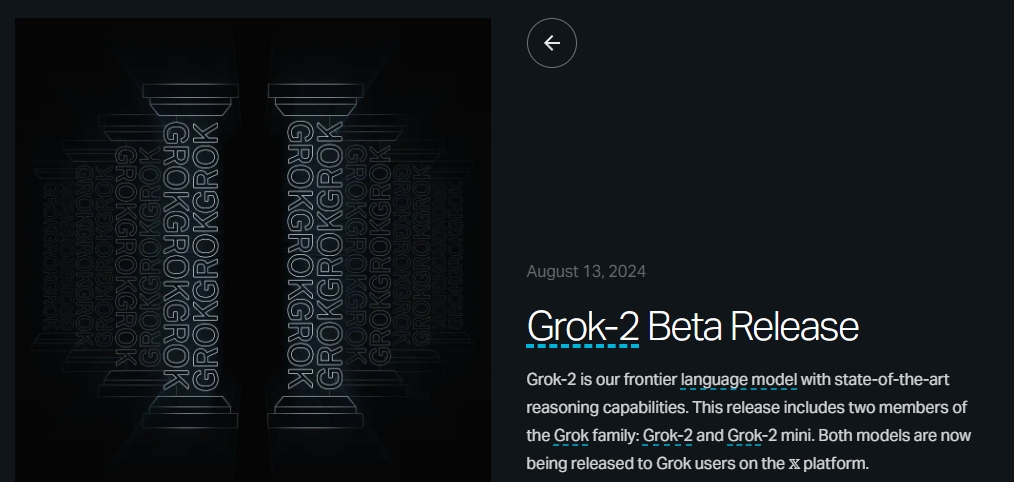 GROKGROKGROK
GROKGROKGROK
GROKGROKGROK
GROKGROKGROK
August 13, 2024
Grok-2 Beta Release
Grok-2 is our frontier language model with state-of-the-art
reasoning capabilities. This release includes two members of
the Grok family: Grok-2 and Grok-2 mini. Both models are now
being released to Grok users on the 𝕏 platform.